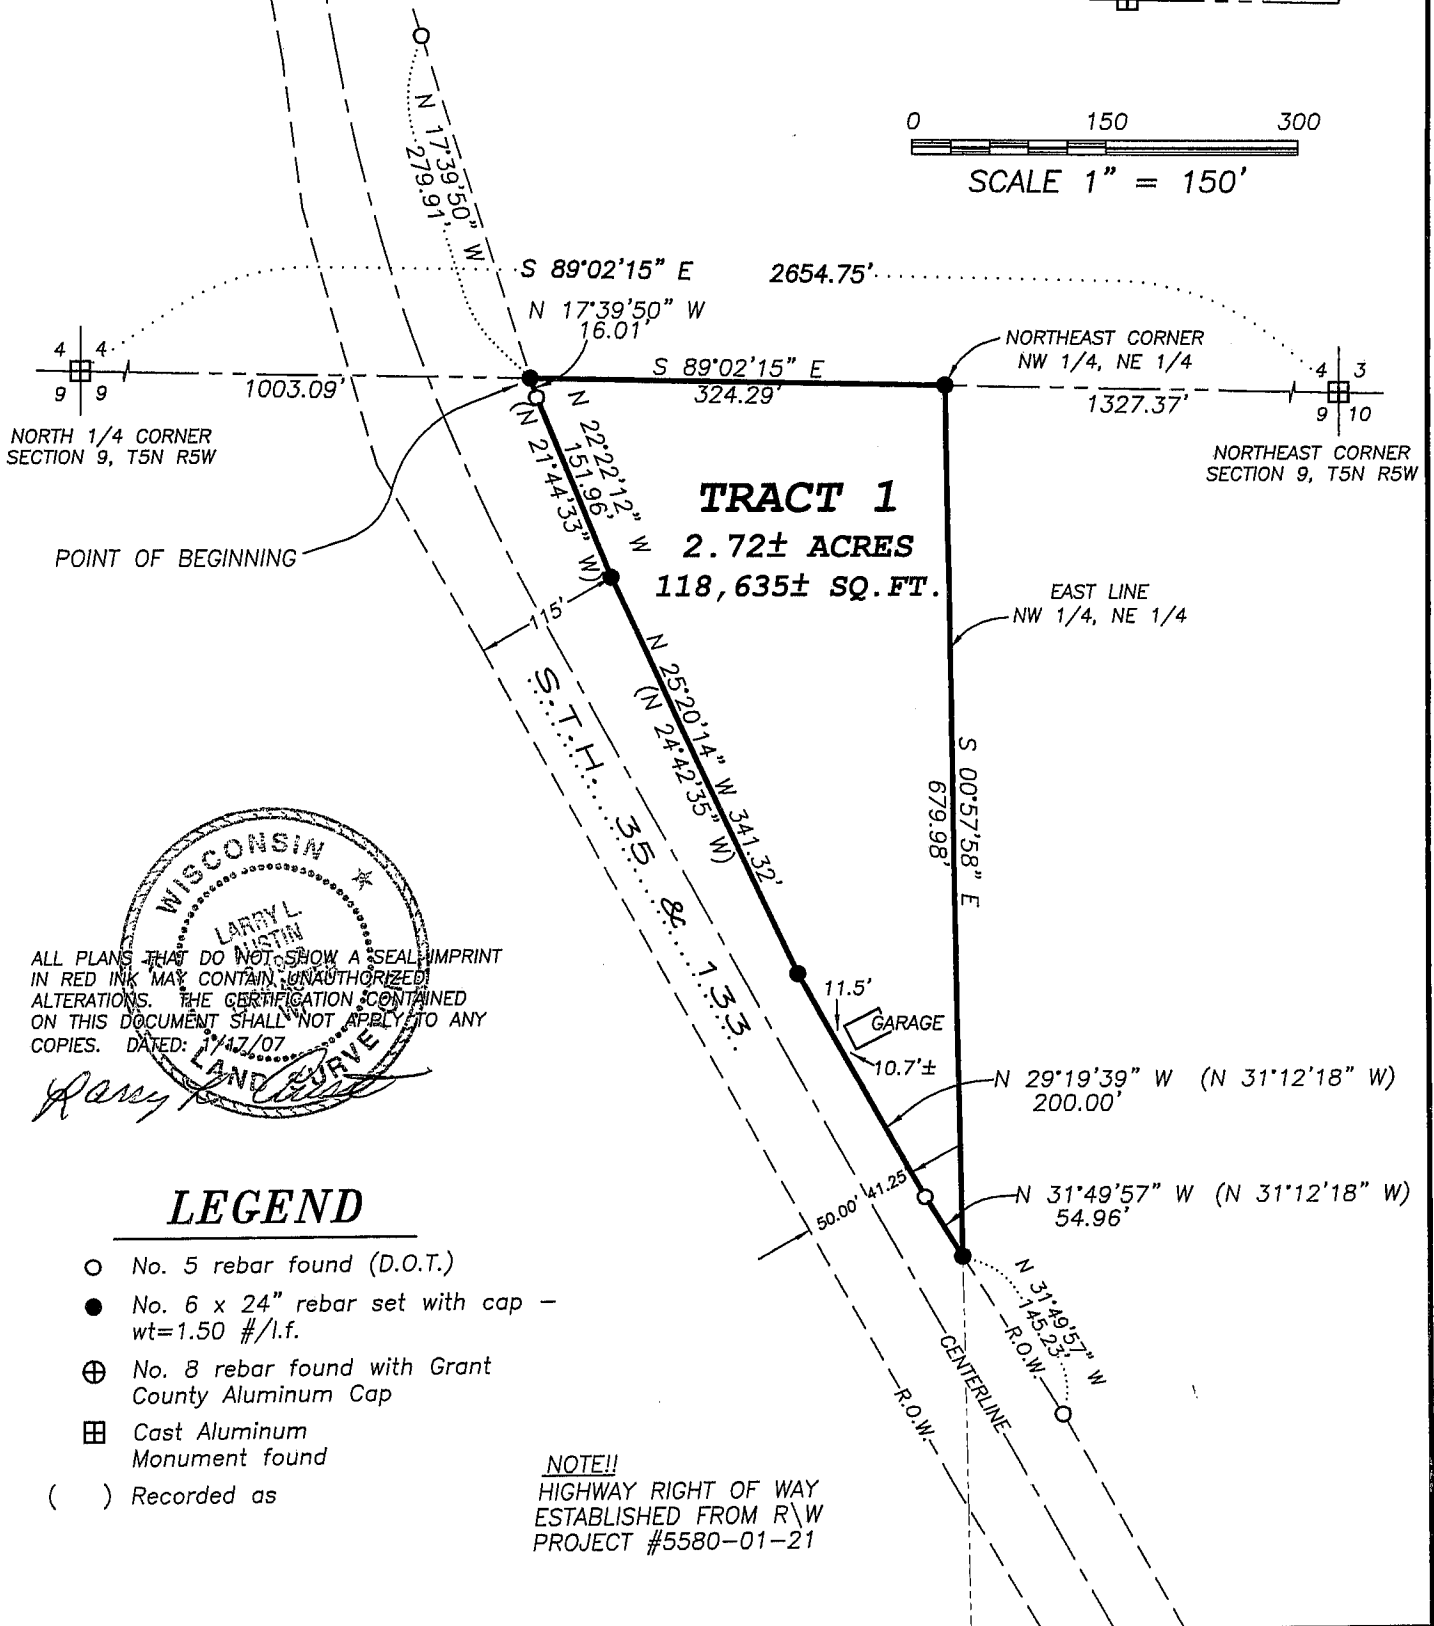 N 17°39'50" W
279.91'
0 150 300
SCALE 1" = 150'
S 89°02'15" E 2654.75'
N 17°39'50" W
16.01'
NORTHEAST CORNER
NW 1/4, NE 1/4
4 4
9 9
1003.09'
S 89°02'15" E
324.29'
1327.37'
4 3
9 10
NORTH 1/4 CORNER
SECTION 9, T5N R5W
NORTHEAST CORNER
SECTION 9, T5N R5W
N 22°22'12" W
151.96'
(N 21°44'33" W)
TRACT 1
2.72± ACRES
118,635± SQ.FT.
POINT OF BEGINNING
EAST LINE
NW 1/4, NE 1/4
115'
N 25°20'14" W 341.32'
(N 24°42'35" W)
S.T.H. 35 & 133
S 00°57'58" E
679.98'
WISCONSIN
LARRY L.
AUSTIN
LAND SURVEYOR
ALL PLANS THAT DO NOT SHOW A SEAL IMPRINT
IN RED INK MAY CONTAIN UNAUTHORIZED
ALTERATIONS. THE CERTIFICATION CONTAINED
ON THIS DOCUMENT SHALL NOT APPLY TO ANY
COPIES. DATED: 1/17/07
11.5'
GARAGE
10.7'±
N 29°19'39" W (N 31°12'18" W)
200.00'
50.00' 41.25'
N 31°49'57" W (N 31°12'18" W)
54.96'
N 31°49'57" W
145.23'
R.O.W.
CENTERLINE
R.O.W.
LEGEND
No. 5 rebar found (D.O.T.)
No. 6 x 24" rebar set with cap -
wt=1.50 #/l.f.
No. 8 rebar found with Grant
County Aluminum Cap
Cast Aluminum
Monument found
( ) Recorded as
NOTE!!
HIGHWAY RIGHT OF WAY
ESTABLISHED FROM R\W
PROJECT #5580-01-21